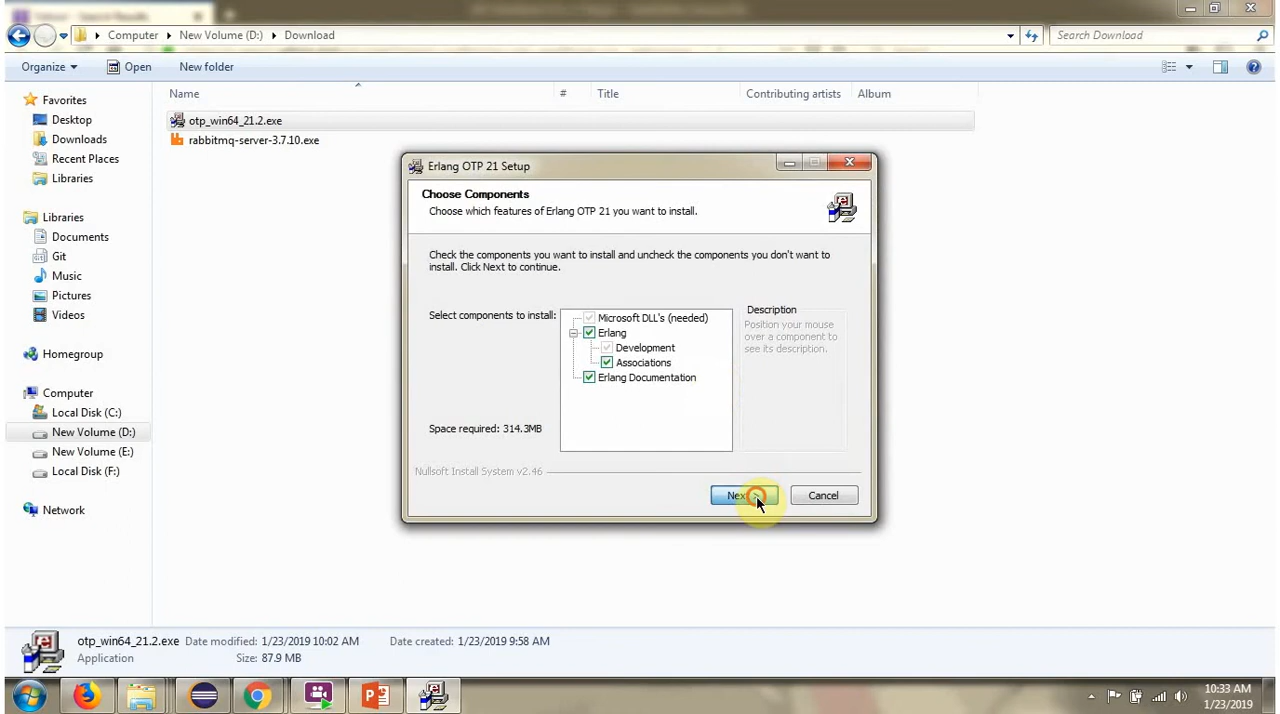 Computer New Volume (D:) Download
Search Download
Organize Open New folder
Name # Title Contributing artists Album
Favorites
Desktop
Downloads
Recent Places
Libraries
Libraries
Documents
Git
Music
Pictures
Videos
Homegroup
Computer
Local Disk (C:)
New Volume (D:)
New Volume (E:)
Local Disk (F:)
Network
otp_win64_21.2.exe
rabbitmq-server-3.7.10.exe
Erlang OTP 21 Setup
Choose Components
Choose which features of Erlang OTP 21 you want to install.
Check the components you want to install and uncheck the components you don't want to
install. Click Next to continue.
Select components to install:
Microsoft DLL's (needed)
Erlang
Development
Associations
Erlang Documentation
Description
Position your mouse
over a component to
see its description.
Space required: 314.3MB
Nullsoft Install System v2.46
Next >
Cancel
otp_win64_21.2.exe Date modified: 1/23/2019 10:02 AM Date created: 1/23/2019 9:58 AM
Application Size: 87.9 MB
10:33 AM
1/23/2019